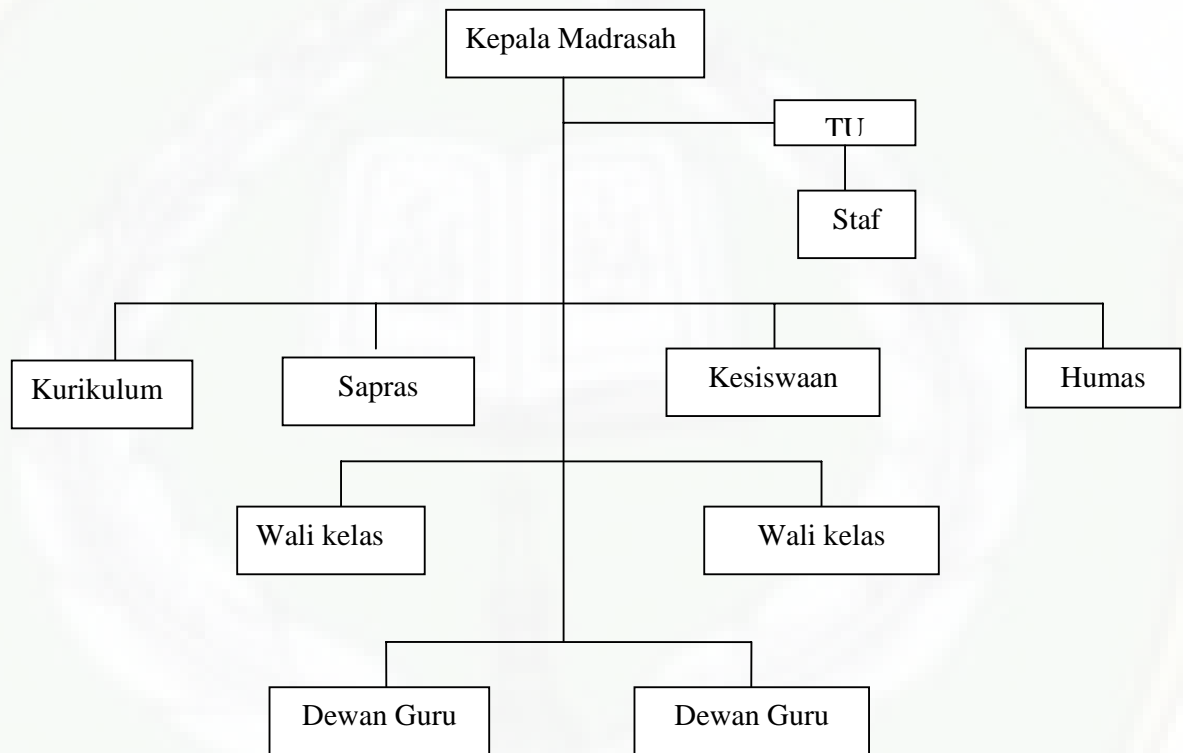 Kepala Madrasah
TU
Staf
Kurikulum
Sapras
Kesiswaan
Humas
Wali kelas
Wali kelas
Dewan Guru
Dewan Guru